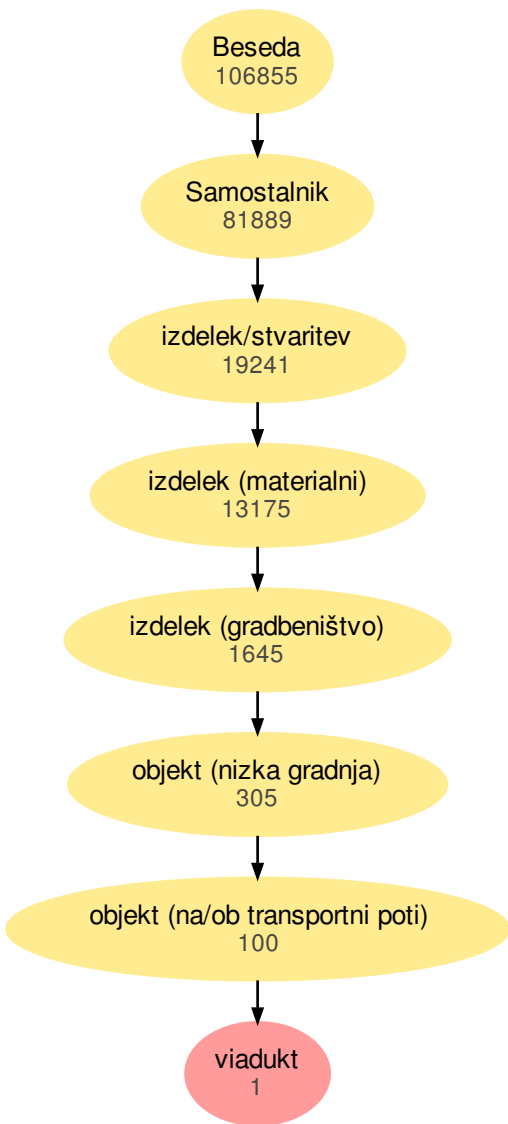 Beseda
106855
Samostalnik
81889
izdelek/stvaritev
19241
izdelek (materialni)
13175
izdelek (gradbeništvo)
1645
objekt (nizka gradnja)
305
objekt (na/ob transportni poti)
100
viadukt
1